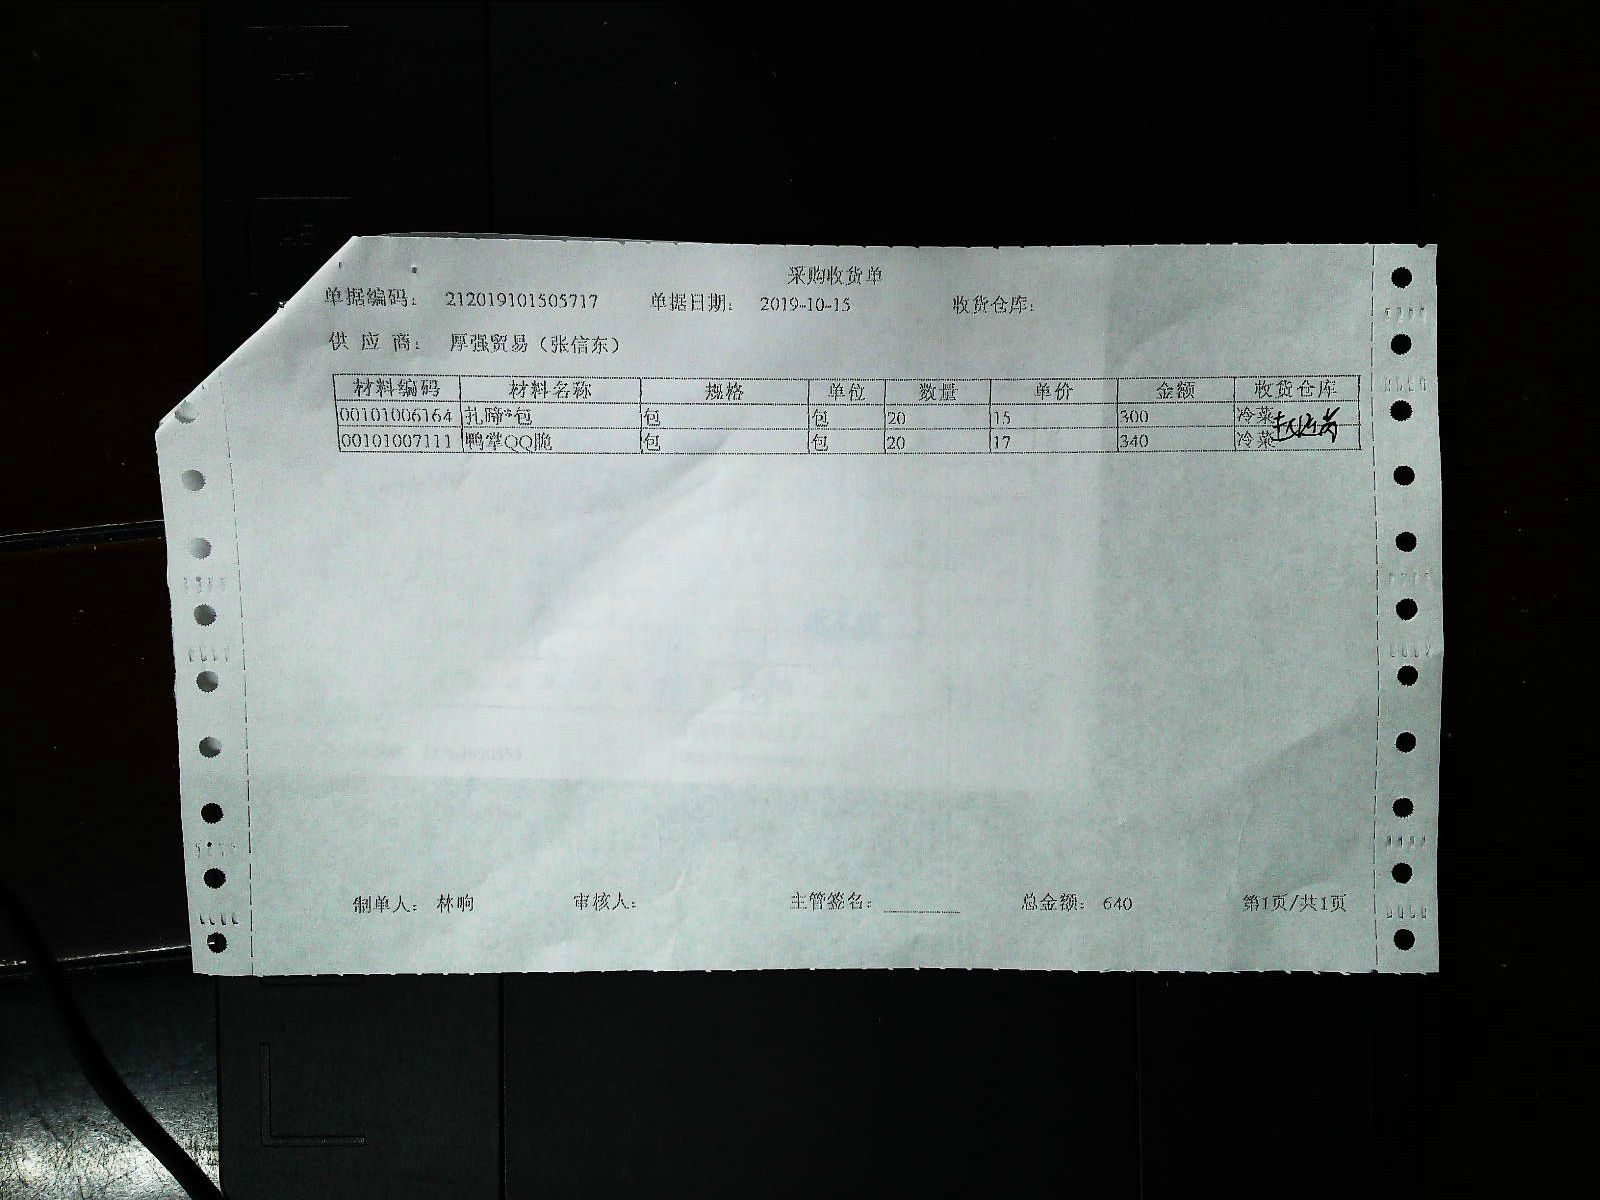 采购收货单
单据编码： 212019101505717 单据日期： 2019-10-15 收货仓库：
供 应 商： 厚强贸易（张信东）
材料编码 材料名称 规格 单位 数量 单价 金额 收货仓库
00101006164 扎蹄*包 包 包 20 15 300 冷菜
00101007111 鸭掌QQ脆 包 包 20 17 340 冷菜
制单人： 林响 审核人： 主管签名： 总金额： 640 第1页/共1页